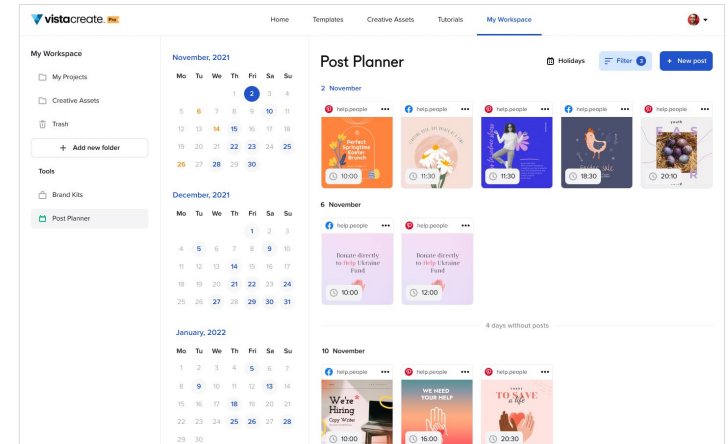 vistacreate. Pro
Home Templates Creative Assets Tutorials My Workspace
My Workspace
My Projects
Creative Assets
Trash
+ Add new folder
Tools
Brand Kits
Post Planner
November, 2021
Mo Tu We Th Fri Sa Su
1 2 3 4
5 6 7 8 9 10 11
12 13 14 15 16 17 18
19 20 21 22 23 24 25
26 27 28 29 30
December, 2021
Mo Tu We Th Fri Sa Su
1 2 3
4 5 6 7 8 9 10
11 12 13 14 15 16 17
18 19 20 21 22 23 24
25 26 27 28 29 30 31
January, 2022
Mo Tu We Th Fri Sa Su
1 2 3 4 5 6 7
8 9 10 11 12 13 14
15 16 17 18 19 20 21
22 23 24 25 26 27 28
29 30
Post Planner
Holidays
Filter 3
+ New post
2 November
help.people ••• help.people ••• help.people ••• help.people ••• help.people •••
Perfect
Springtime
Easter
Brunch
10:00 11:30 11:30 18:30 20:10
6 November
help.people ••• help.people •••
Donate directly
to Help Ukraine
Fund
10:00
Donate directly
to Help Ukraine
Fund
12:00
4 days without posts
10 November
help.people ••• help.people ••• help.people •••
We're
Hiring
Copy Writer
10:00
WE NEED
YOUR HELP
16:00
TO SAVE
a life
20:30